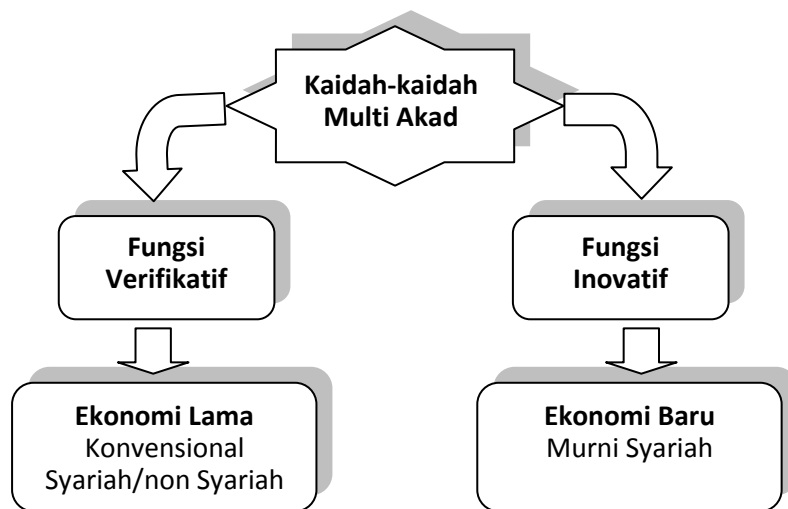 Kaidah-kaidah
Multi Akad
Fungsi
Verifikatif
Fungsi
Inovatif
Ekonomi Lama
Konvensional
Syariah/non Syariah
Ekonomi Baru
Murni Syariah